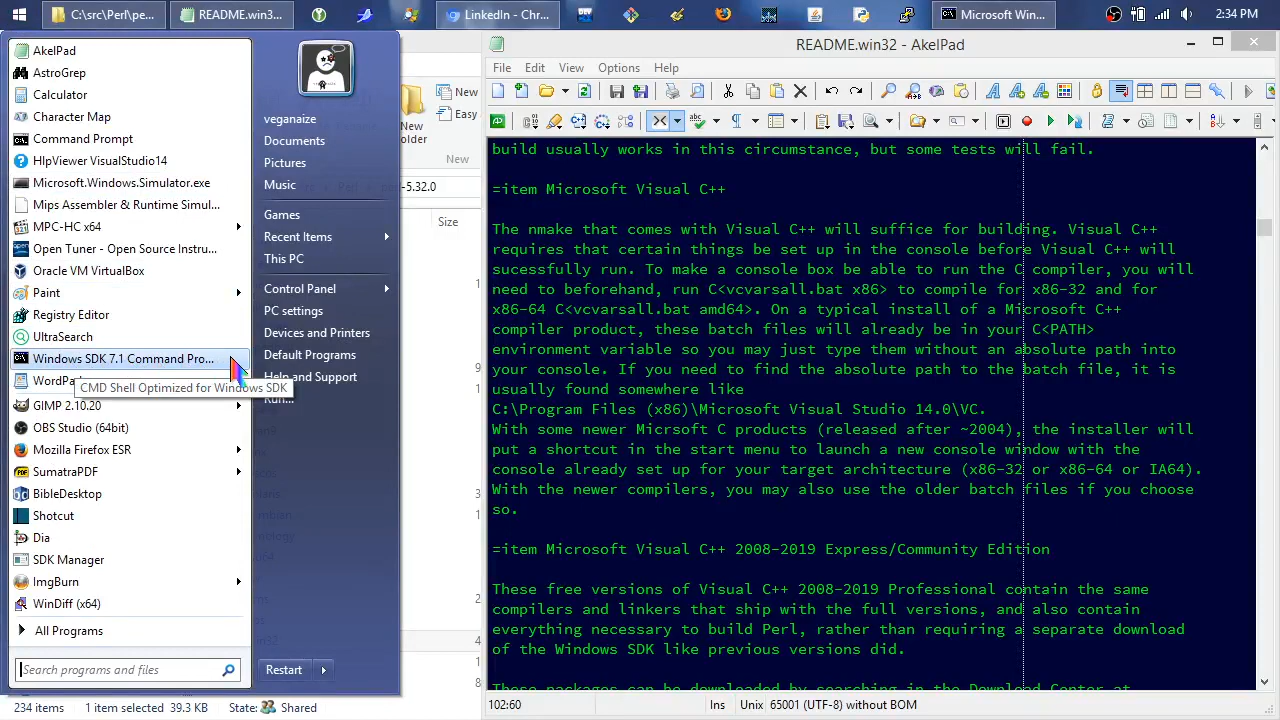 C:\src\Perl\pe...
README.win3...
LinkedIn - Chr...
Microsoft Win...
2:34 PM
AkelPad
AstroGrep
Calculator
Character Map
Command Prompt
HlpViewer VisualStudio14
Microsoft.Windows.Simulator.exe
Mips Assembler & Runtime Simul...
MPC-HC x64
Open Tuner - Open Source Instru...
Oracle VM VirtualBox
Paint
Registry Editor
UltraSearch
Windows SDK 7.1 Command Pro...
CMD Shell Optimized for Windows SDK
GIMP 2.10.20
OBS Studio (64bit)
Mozilla Firefox ESR
SumatraPDF
BibleDesktop
Shotcut
Dia
SDK Manager
ImgBurn
WinDiff (x64)
All Programs
Search programs and files
veganaize
Documents
Pictures
Music
Games
Recent Items
This PC
Control Panel
PC settings
Devices and Printers
Default Programs
Help and Support
Run...
Restart
New
Easy
New
New
-5.32.0
Size
234 items
1 item selected 39.3 KB
State:
Shared
README.win32 - AkelPad
File Edit View Options Help
build usually works in this circumstance, but some tests will fail.
=item Microsoft Visual C++
The nmake that comes with Visual C++ will suffice for building. Visual C++
requires that certain things be set up in the console before Visual C++ will
sucessfully run. To make a console box be able to run the C compiler, you will
need to beforehand, run C<vcvarsall.bat x86> to compile for x86-32 and for
x86-64 C<vcvarsall.bat amd64>. On a typical install of a Microsoft C++
compiler product, these batch files will already be in your C<PATH>
environment variable so you may just type them without an absolute path into
your console. If you need to find the absolute path to the batch file, it is
usually found somewhere like
C:\Program Files (x86)\Microsoft Visual Studio 14.0\VC.
With some newer Micrsoft C products (released after ~2004), the installer will
put a shortcut in the start menu to launch a new console window with the
console already set up for your target architecture (x86-32 or x86-64 or IA64).
With the newer compilers, you may also use the older batch files if you choose
so.
=item Microsoft Visual C++ 2008-2019 Express/Community Edition
These free versions of Visual C++ 2008-2019 Professional contain the same
compilers and linkers that ship with the full versions, and also contain
everything necessary to build Perl, rather than requiring a separate download
of the Windows SDK like previous versions did.
These packages can be downloaded by searching in the Download Center at
102:60
Ins
Unix
65001 (UTF-8) without BOM